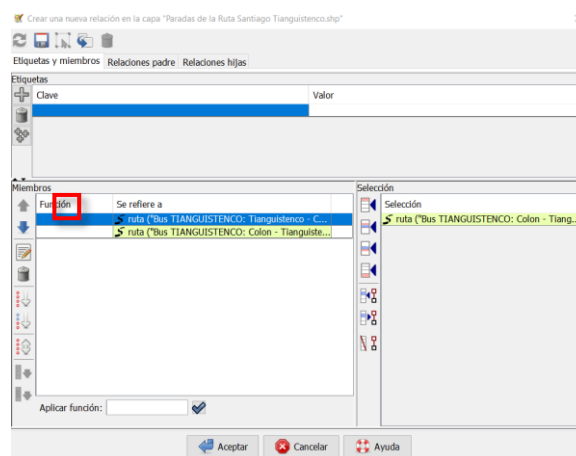 Crear una nueva relación en la capa "Paradas de la Ruta Santiago Tianguistenco.shp"
Etiquetas y miembros Relaciones padre Relaciones hijas
Etiquetas
Clave Valor
Miembros
Función Se refiere a
ruta ("Bus TIANGUISTENCO: Tianguistenco - C...
ruta ("Bus TIANGUISTENCO: Colon - Tianguiste...
Aplicar función:
Selección
Selección
ruta ("Bus TIANGUISTENCO: Colon - Tiang...
Aceptar Cancelar Ayuda